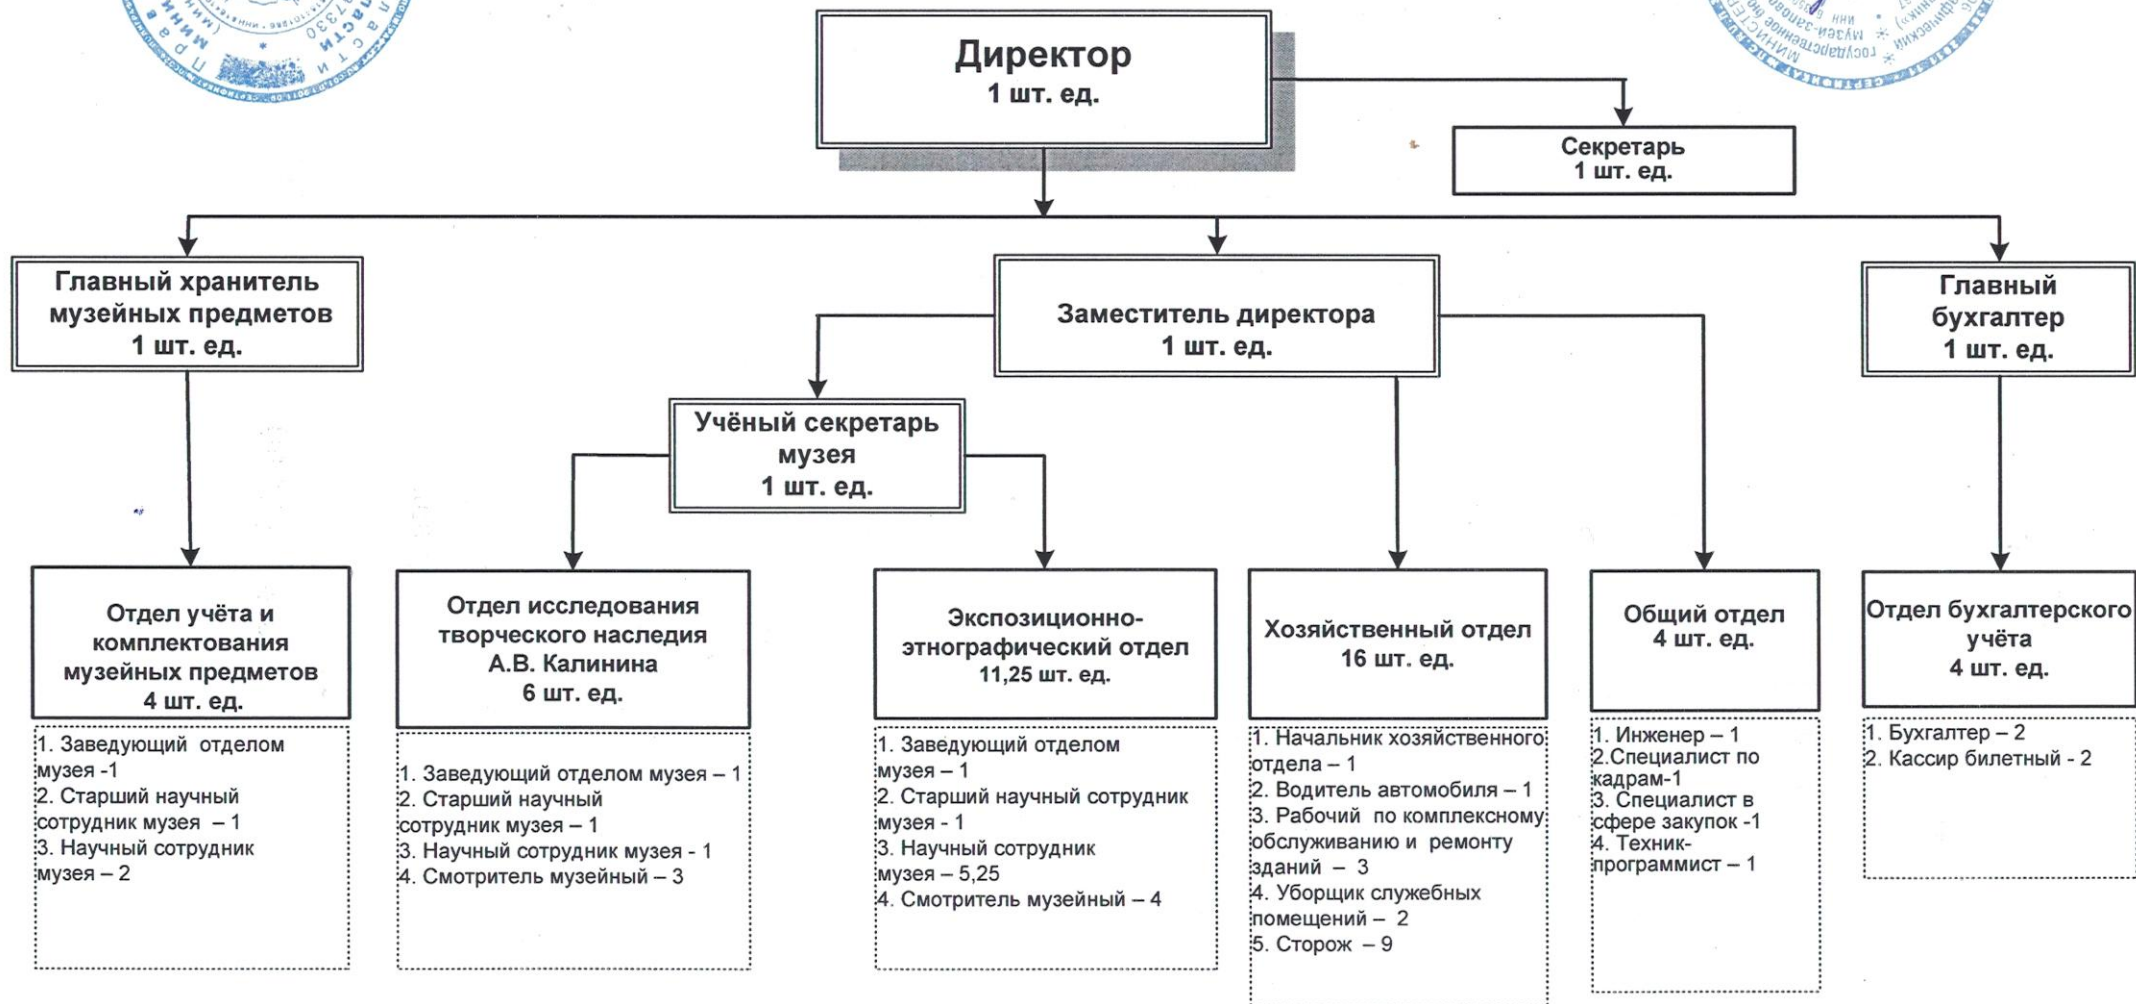 Директор
1 шт. ед.
Секретарь
1 шт. ед.
Главный хранитель
музейных предметов
1 шт. ед.
Заместитель директора
1 шт. ед.
Главный
бухгалтер
1 шт. ед.
Учёный секретарь
музея
1 шт. ед.
Отдел учёта и
комплектования
музейных предметов
4 шт. ед.
1. Заведующий отделом
музея -1
2. Старший научный
сотрудник музея – 1
3. Научный сотрудник
музея – 2
Отдел исследования
творческого наследия
А.В. Калинина
6 шт. ед.
1. Заведующий отделом музея – 1
2. Старший научный
сотрудник музея – 1
3. Научный сотрудник музея - 1
4. Смотритель музейный – 3
Экспозиционно-
этнографический отдел
11,25 шт. ед.
1. Заведующий отделом
музея – 1
2. Старший научный сотрудник
музея - 1
3. Научный сотрудник
музея – 5,25
4. Смотритель музейный – 4
Хозяйственный отдел
16 шт. ед.
1. Начальник хозяйственного
отдела – 1
2. Водитель автомобиля – 1
3. Рабочий по комплексному
обслуживанию и ремонту
зданий – 3
4. Уборщик служебных
помещений – 2
5. Сторож – 9
Общий отдел
4 шт. ед.
1. Инженер – 1
2.Специалист по
кадрам-1
3. Специалист в
сфере закупок -1
4. Техник-
программист – 1
Отдел бухгалтерского
учёта
4 шт. ед.
1. Бухгалтер – 2
2. Кассир билетный - 2